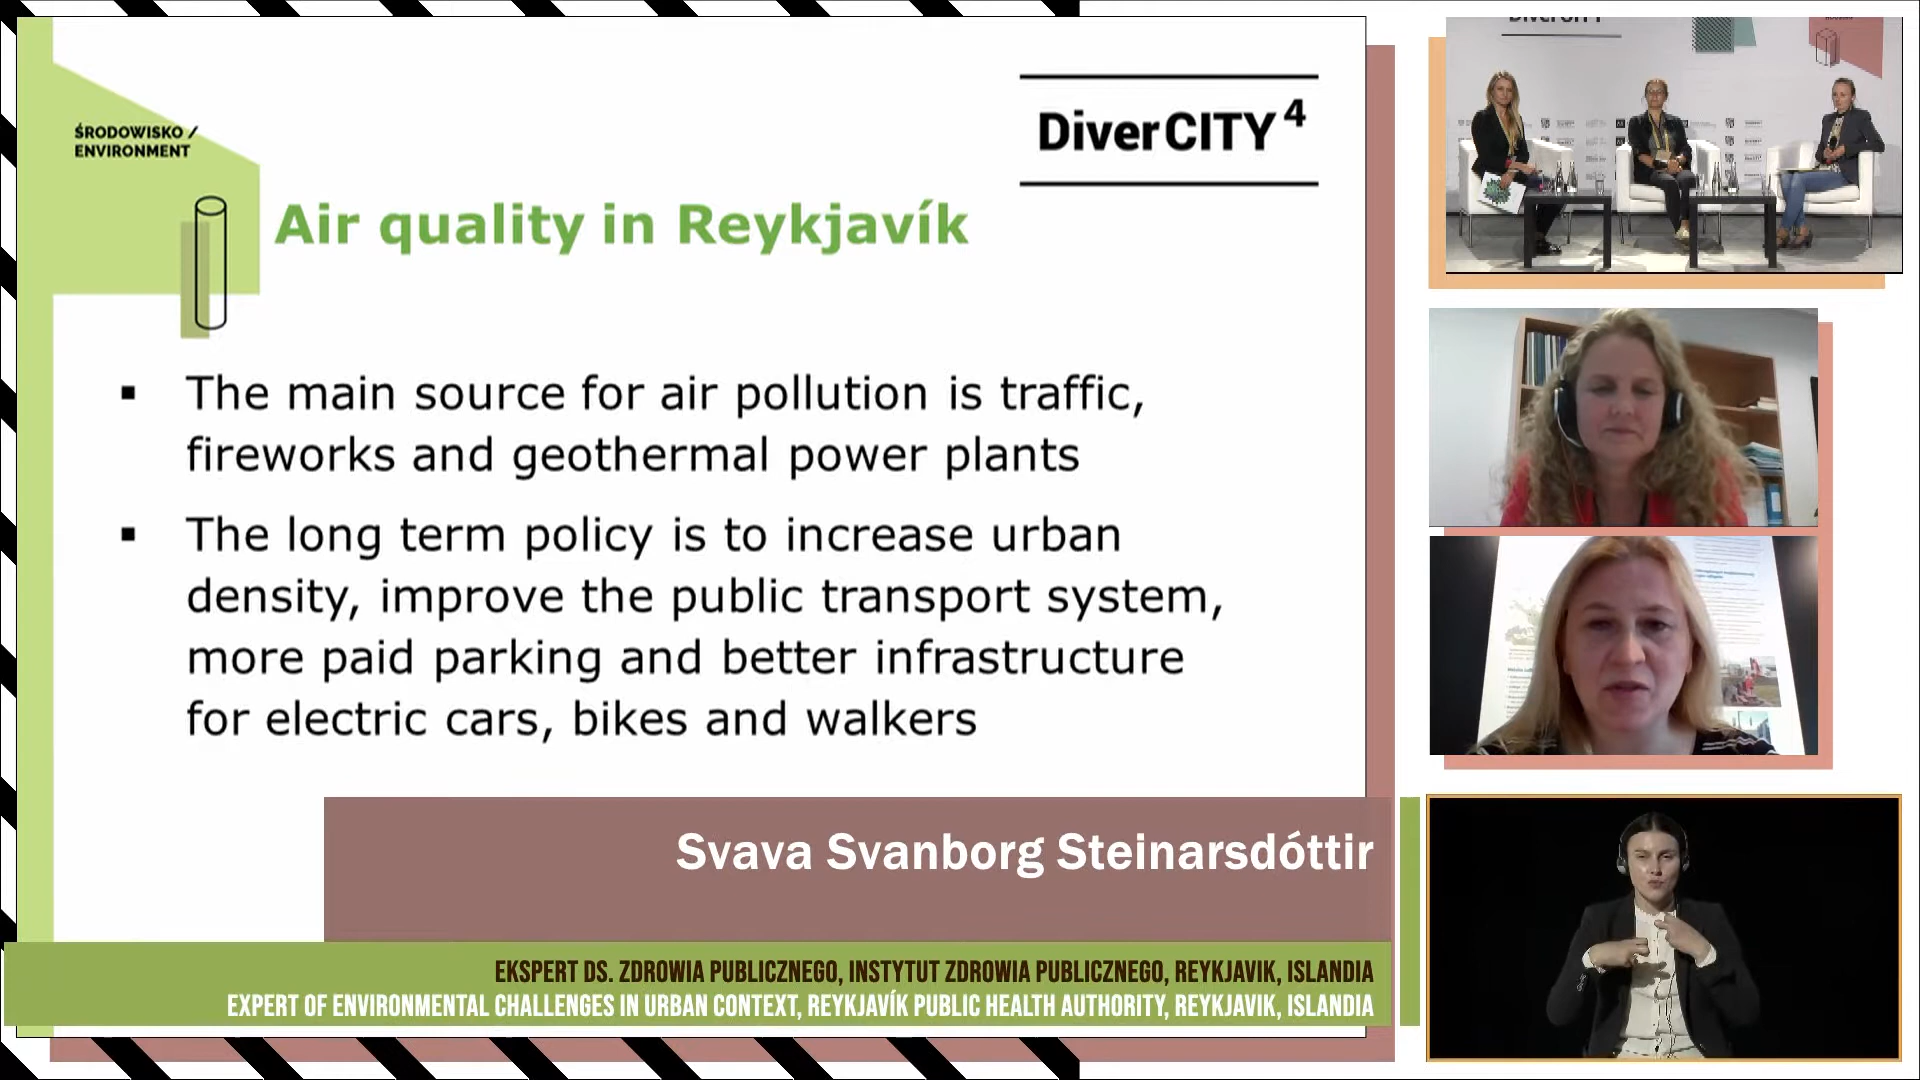 ŚRODOWISKO /
ENVIRONMENT
DiverCITY 4
Air quality in Reykjavík
▪ The main source for air pollution is traffic,
fireworks and geothermal power plants
▪ The long term policy is to increase urban
density, improve the public transport system,
more paid parking and better infrastructure
for electric cars, bikes and walkers
Svava Svanborg Steinarsdóttir
EKSPERT DS. ZDROWIA PUBLICZNEGO, INSTYTUT ZDROWIA PUBLICZNEGO, REYKJAVIK, ISLANDIA
EXPERT OF ENVIRONMENTAL CHALLENGES IN URBAN CONTEXT, REYKJAVÍK PUBLIC HEALTH AUTHORITY, REYKJAVIK, ISLANDIA